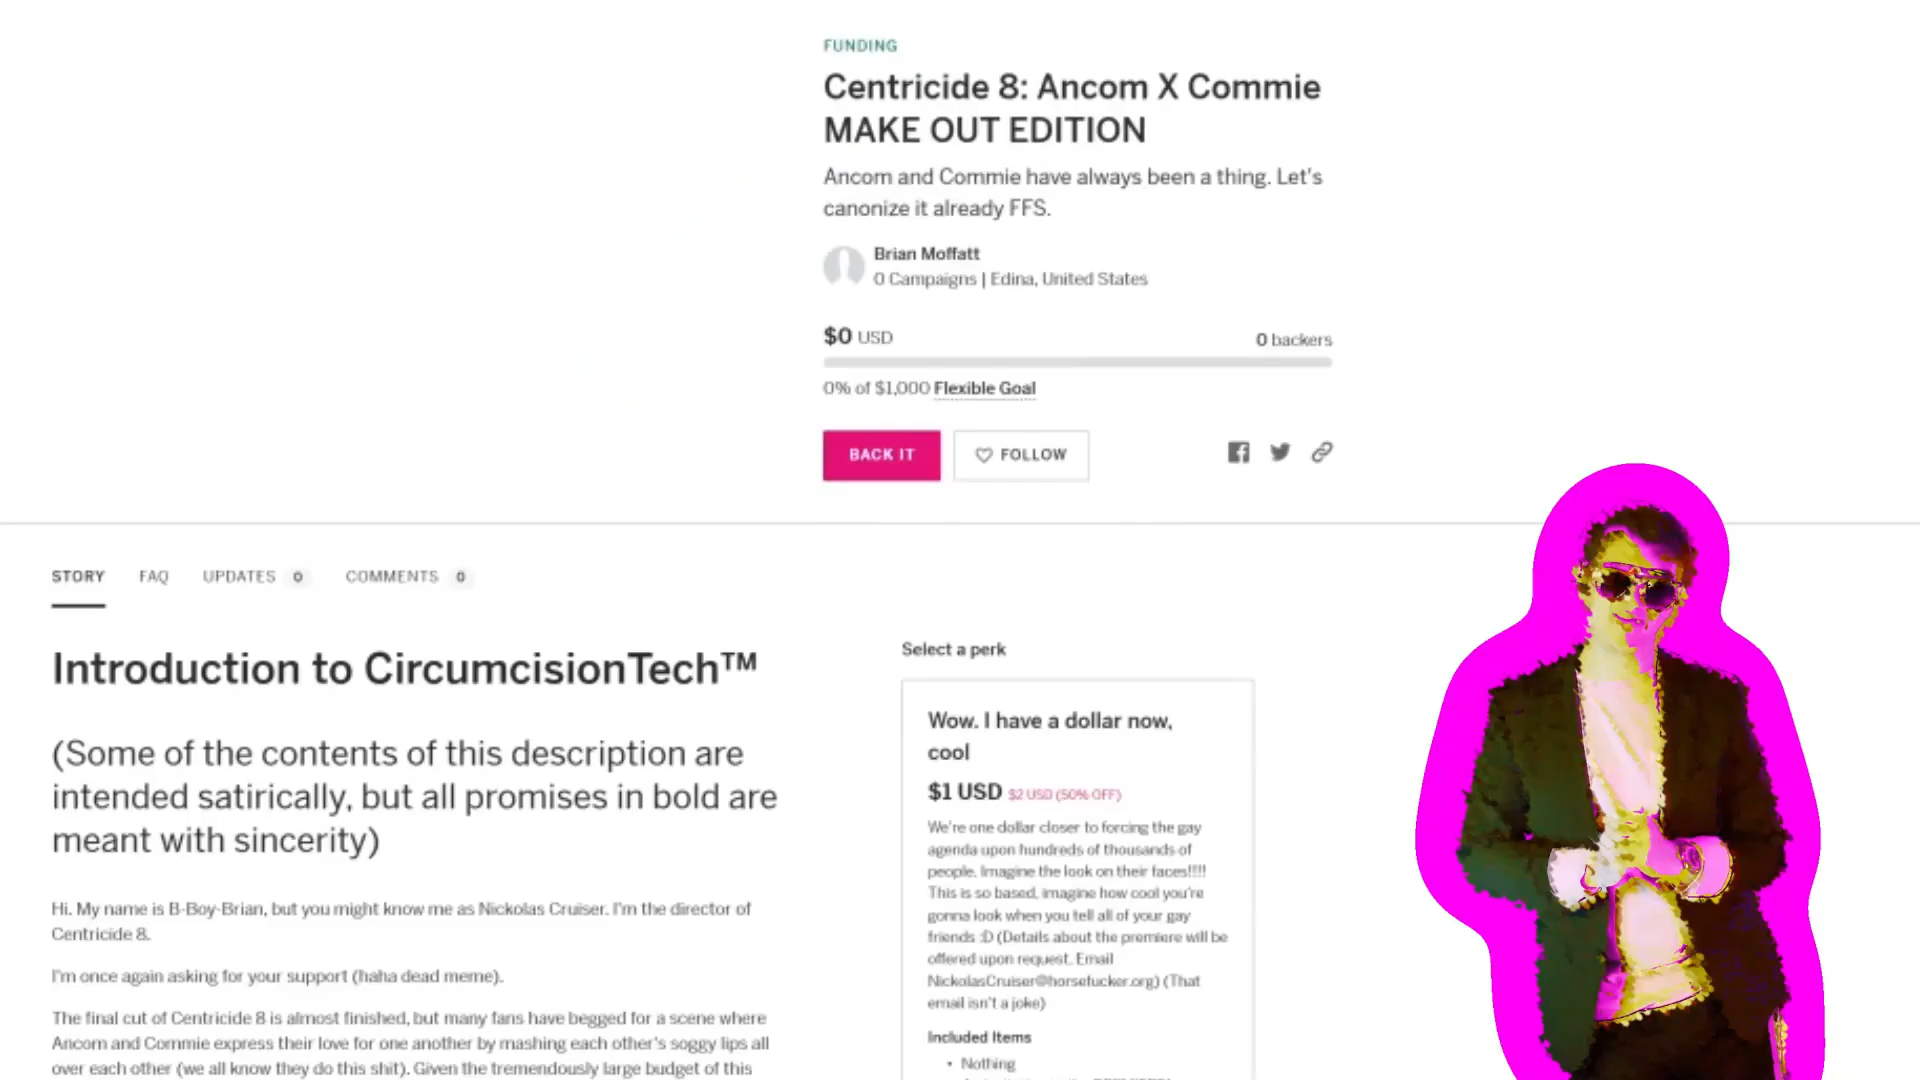 FUNDING
Centricide 8: Ancom X Commie
MAKE OUT EDITION
Ancom and Commie have always been a thing. Let's
canonize it already FFS.
Brian Moffatt
0 Campaigns | Edina, United States
$0 USD
0 backers
0% of $1,000 Flexible Goal
BACK IT
FOLLOW
STORY FAQ UPDATES 0 COMMENTS 0
Introduction to CircumcisionTech™
(Some of the contents of this description are
intended satirically, but all promises in bold are
meant with sincerity)
Hi. My name is B-Boy-Brian, but you might know me as Nickolas Cruiser. I'm the director of
Centricide 8.
I'm once again asking for your support (haha dead meme).
The final cut of Centricide 8 is almost finished, but many fans have begged for a scene where
Ancom and Commie express their love for one another by mashing each other's soggy lips all
over each other (we all know they do this shit). Given the tremendously large budget of this
Select a perk
Wow. I have a dollar now,
cool
$1 USD $2 USD (50% OFF)
We're one dollar closer to forcing the gay
agenda upon hundreds of thousands of
people. Imagine the look on their faces!!!!
This is so based, imagine how cool you're
gonna look when you tell all of your gay
friends :D (Details about the premiere will be
offered upon request. Email
NickolasCruiser@horsefucker.org) (That
email isn't a joke)
Included Items
• Nothing